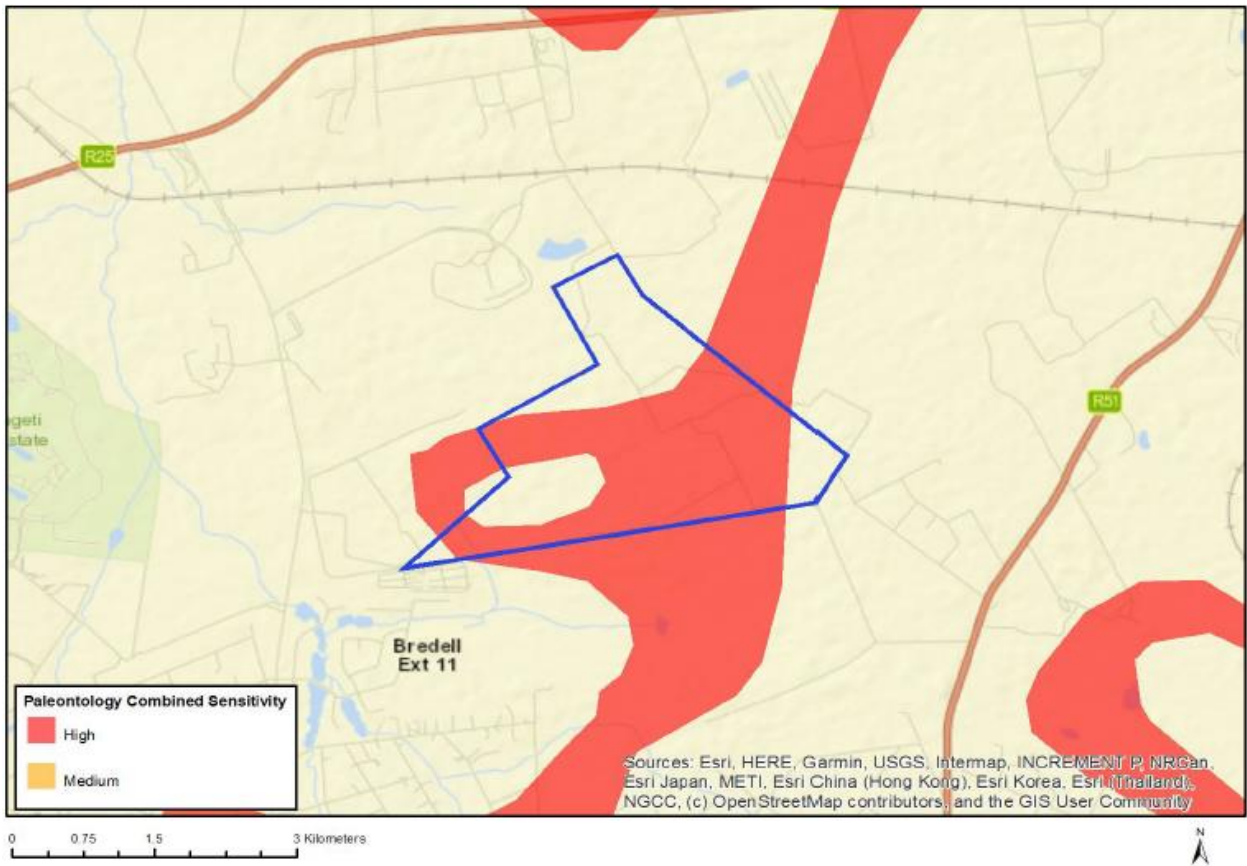 R25
R51
geti
state
Bredell
Ext 11
Paleontology Combined Sensitivity
High
Medium
Sources: Esri, HERE, Garmin, USGS, Intermap, INCREMENT P, NRCan,
Esri Japan, METI, Esri China (Hong Kong), Esri Korea, Esri (Thailand),
NGCC, (c) OpenStreetMap contributors, and the GIS User Community
0 0.75 1.5 3 Kilometers
N